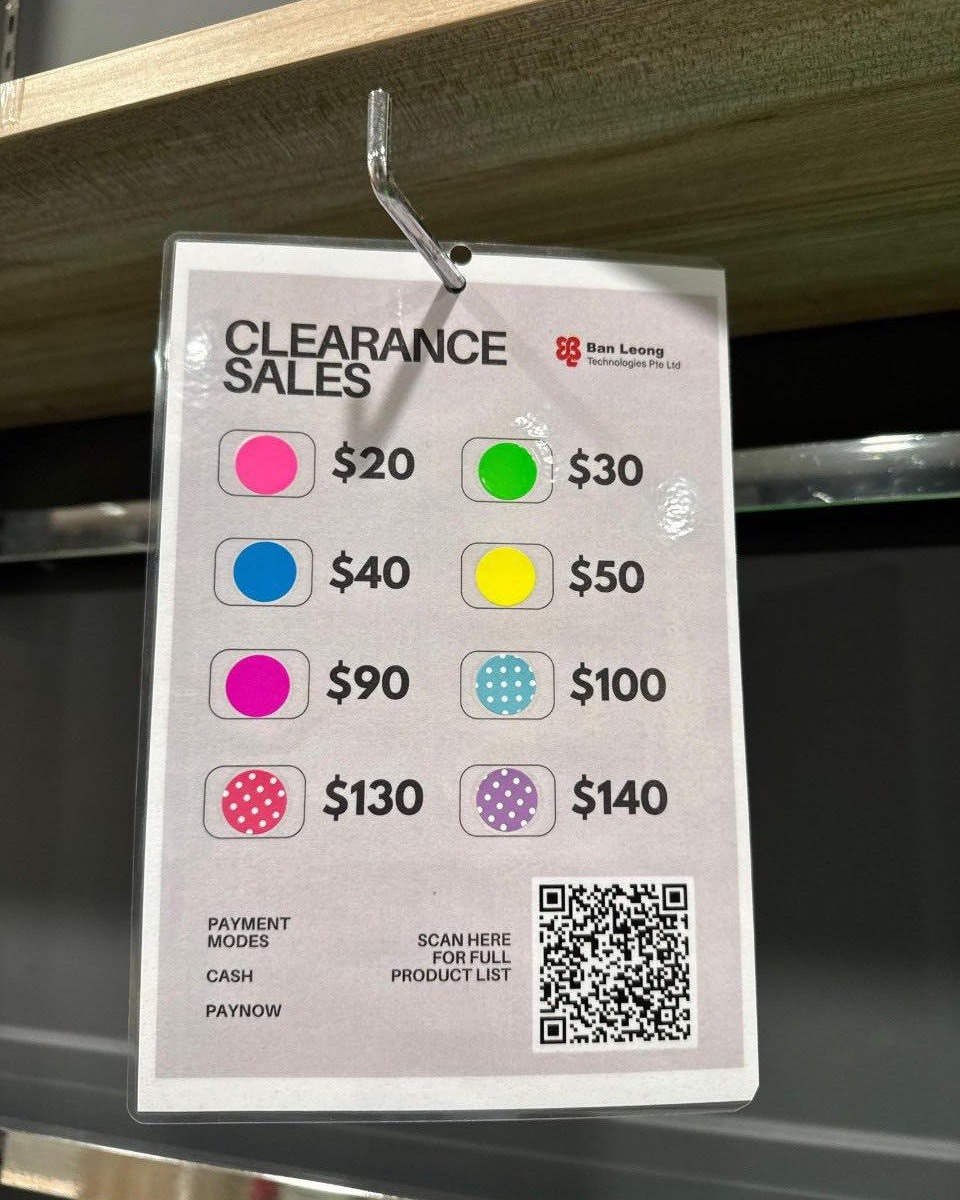 CLEARANCE
SALES
Ban Leong
Technologies Pte Ltd
$20
$30
$40
$50
$90
$100
$130
$140
PAYMENT
MODES
CASH
PAYNOW
SCAN HERE
FOR FULL
PRODUCT LIST